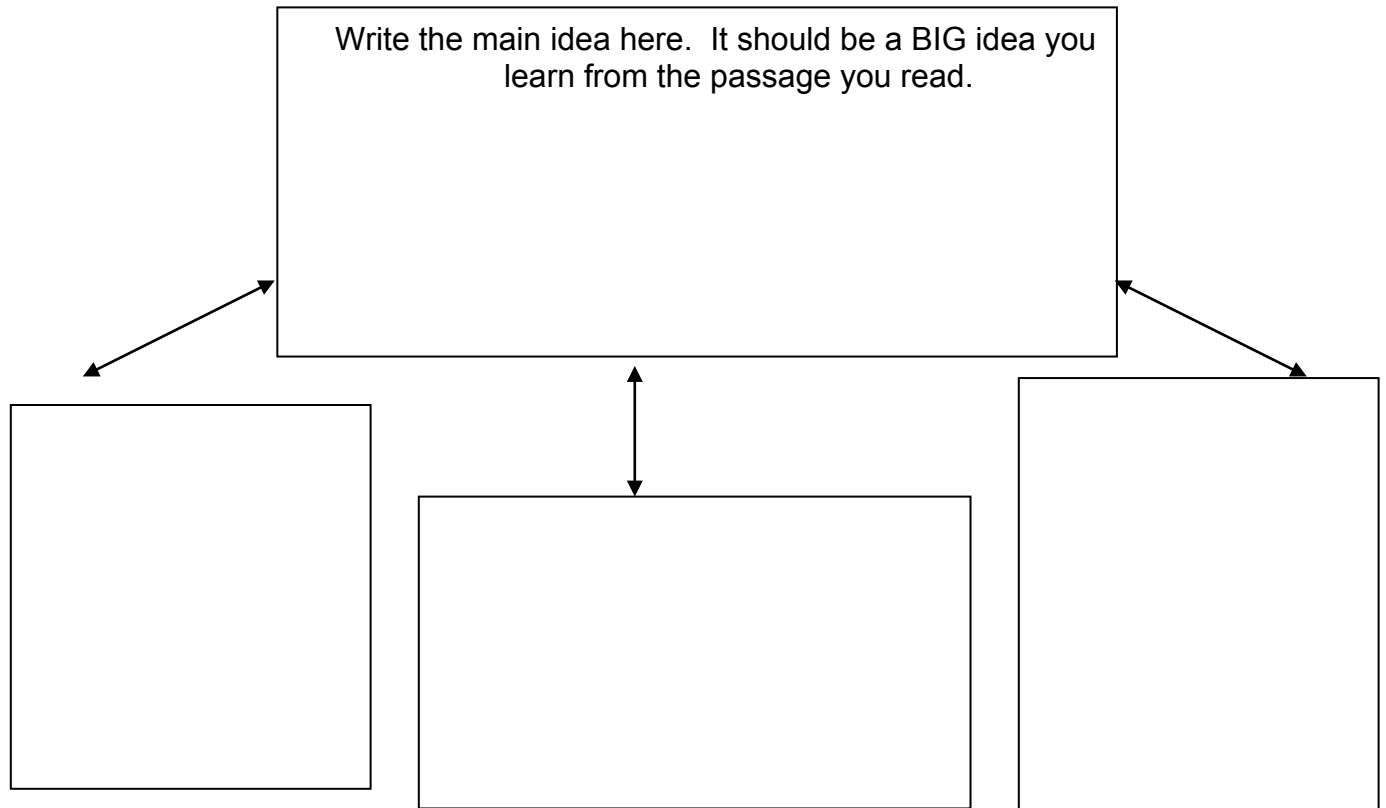 Write the main idea here.  It should be a BIG idea you
learn from the passage you read.